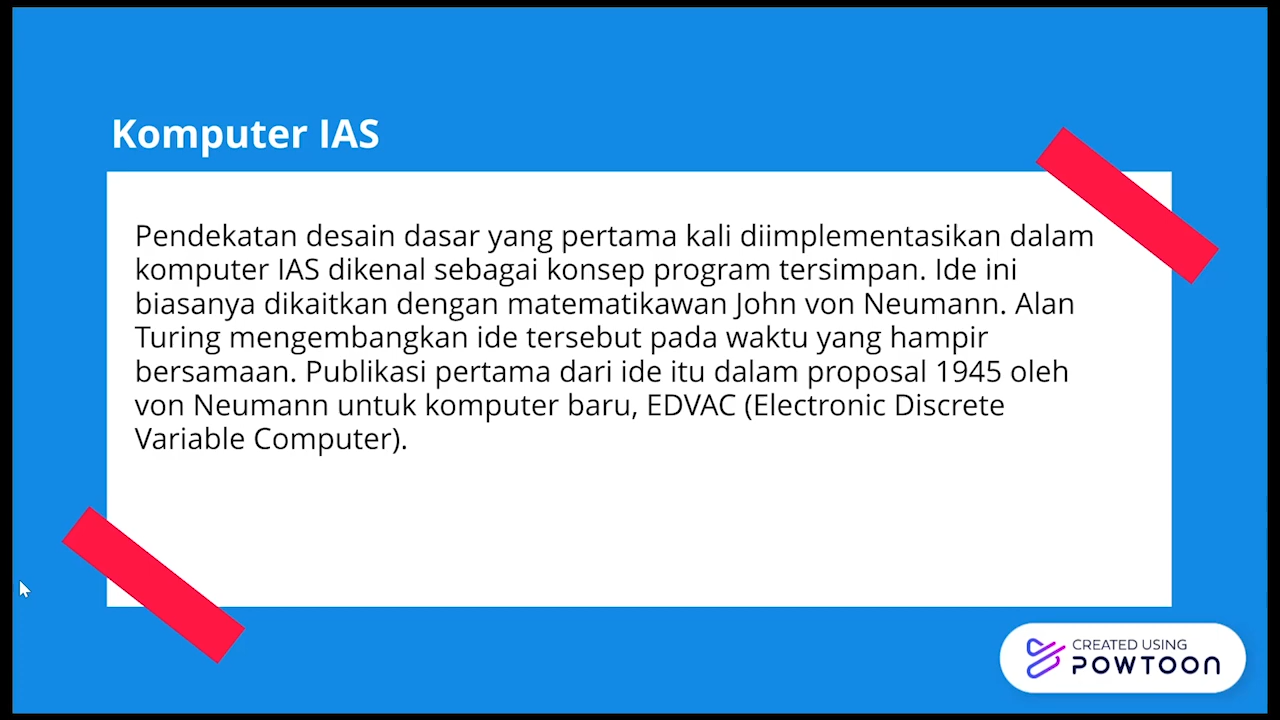 Komputer IAS
Pendekatan desain dasar yang pertama kali diimplementasikan dalam
komputer IAS dikenal sebagai konsep program tersimpan. Ide ini
biasanya dikaitkan dengan matematikawan John von Neumann. Alan
Turing mengembangkan ide tersebut pada waktu yang hampir
bersamaan. Publikasi pertama dari ide itu dalam proposal 1945 oleh
von Neumann untuk komputer baru, EDVAC (Electronic Discrete
Variable Computer).
CREATED USING
POWTOON